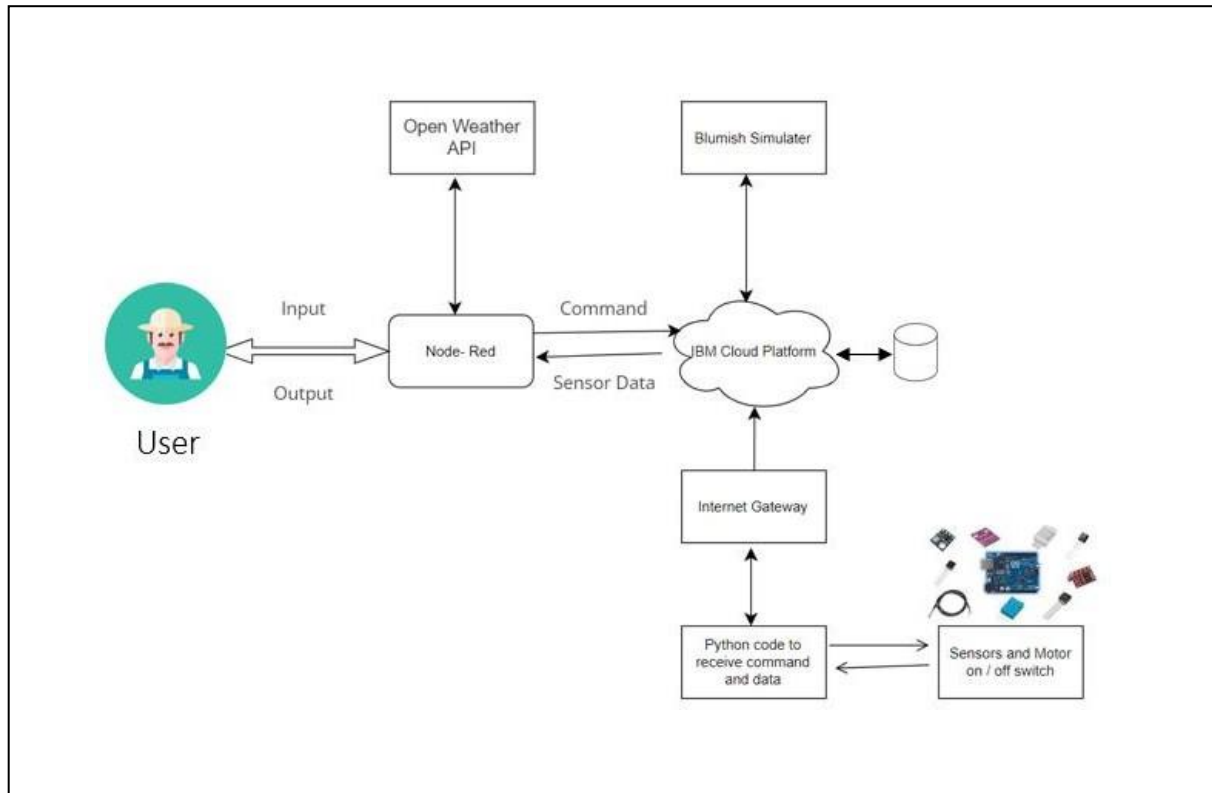 Open Weather
API
Blumish Simulater
Input
Command
Node- Red
IBM Cloud Platform
Output
Sensor Data
User
Internet Gateway
Python code to
receive command
and data
Sensors and Motor
on / off switch